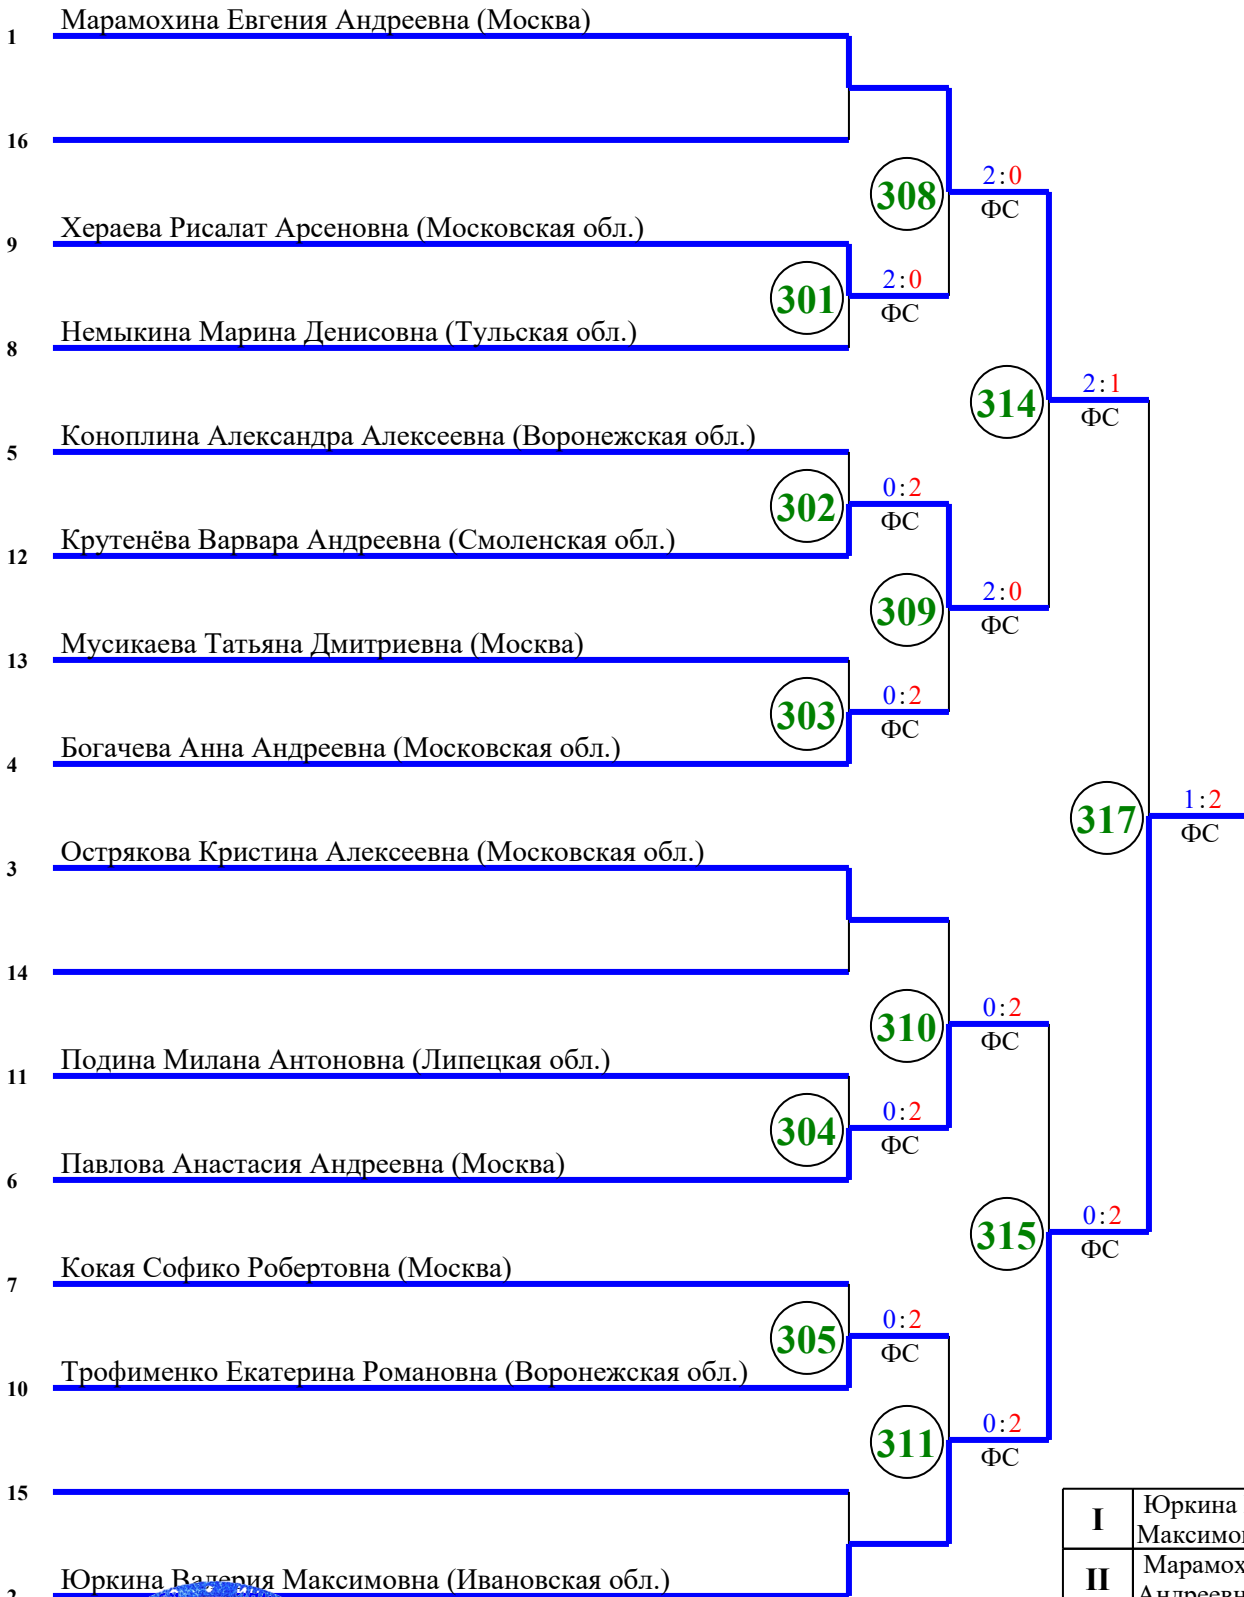 Марамохина Евгения Андреевна (Москва)
1
16
308
2:0
ФС
Хераева Рисалат Арсеновна (Московская обл.)
9
301
2:0
ФС
Немыкина Марина Денисовна (Тульская обл.)
8
314
2:1
ФС
Коноплина Александра Алексеевна (Воронежская обл.)
5
302
0:2
ФС
Крутенёва Варвара Андреевна (Смоленская обл.)
12
309
2:0
ФС
Мусикаева Татьяна Дмитриевна (Москва)
13
303
0:2
ФС
Богачева Анна Андреевна (Московская обл.)
4
317
1:2
ФС
Острякова Кристина Алексеевна (Московская обл.)
3
14
310
0:2
ФС
Подина Милана Антоновна (Липецкая обл.)
11
304
0:2
ФС
Павлова Анастасия Андреевна (Москва)
6
315
0:2
ФС
Кокая Софико Робертовна (Москва)
7
305
0:2
ФС
Трофименко Екатерина Романовна (Воронежская обл.)
10
311
0:2
ФС
15
I Юркина
Максимо
Юркина Валерия Максимовна (Ивановская обл.)
2
II Марамох
Андреевн